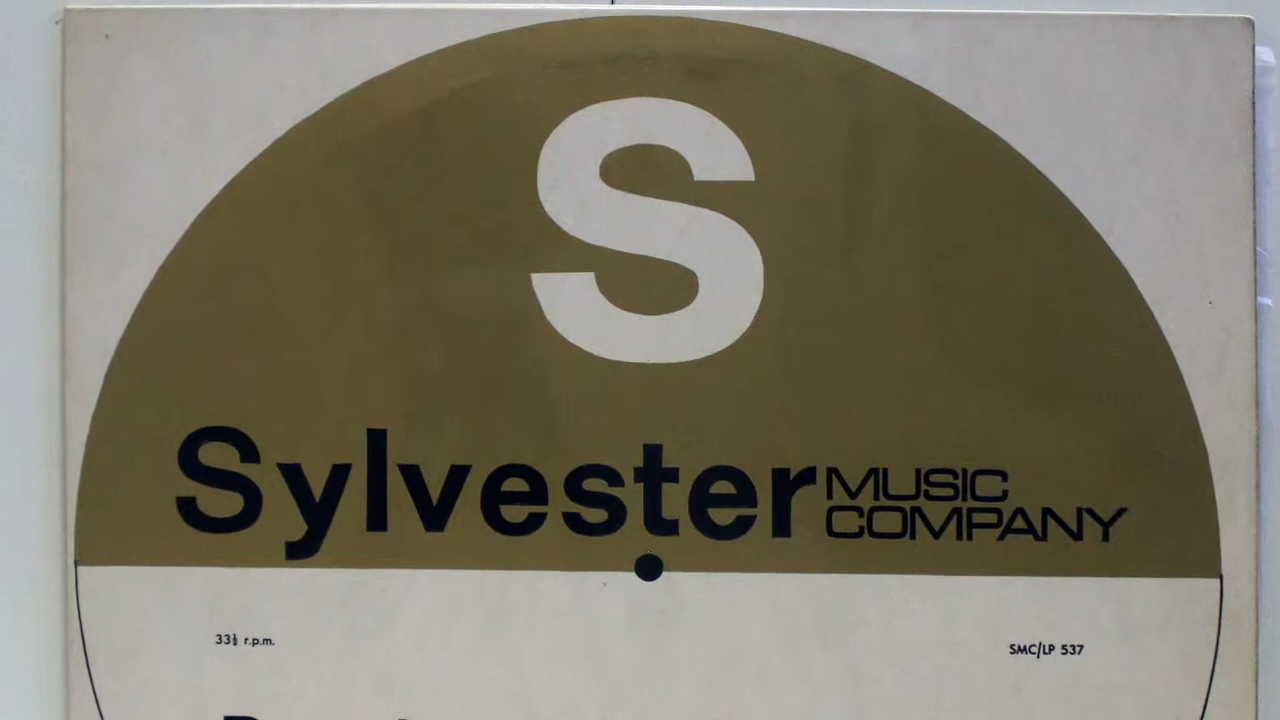 S
Sylvester MUSIC
COMPANY
33⅓ r.p.m.
SMC/LP 537